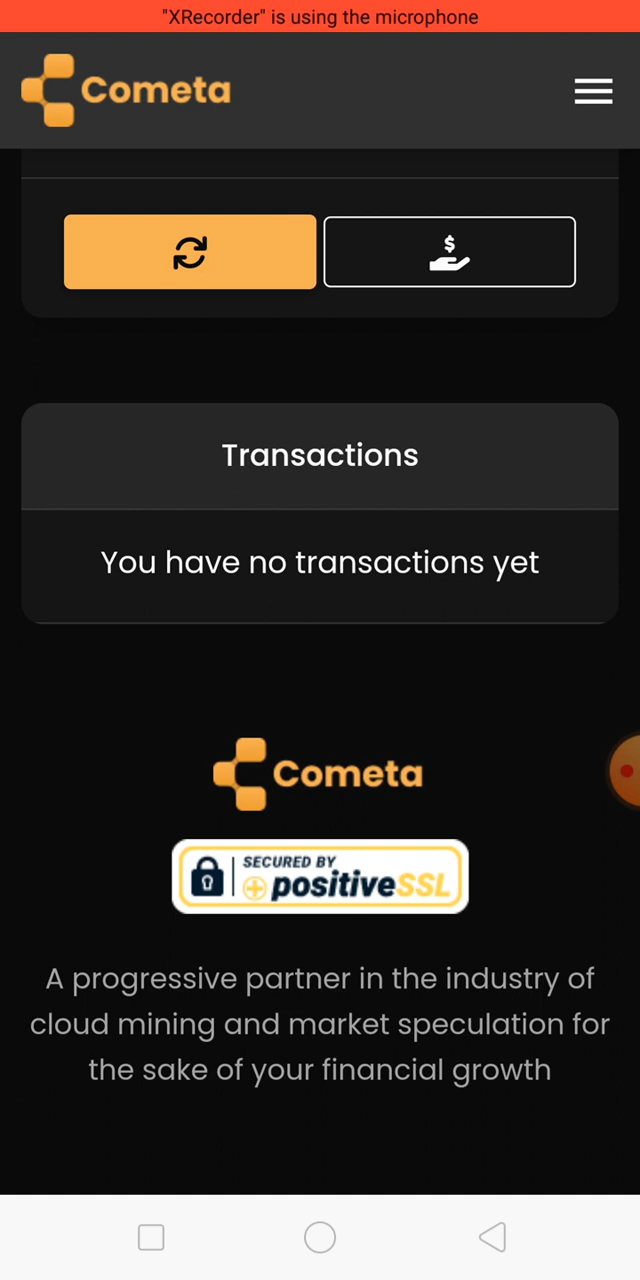 "XRecorder" is using the microphone
Cometa
$
Transactions
You have no transactions yet
Cometa
SECURED BY
positiveSSL
A progressive partner in the industry of
cloud mining and market speculation for
the sake of your financial growth